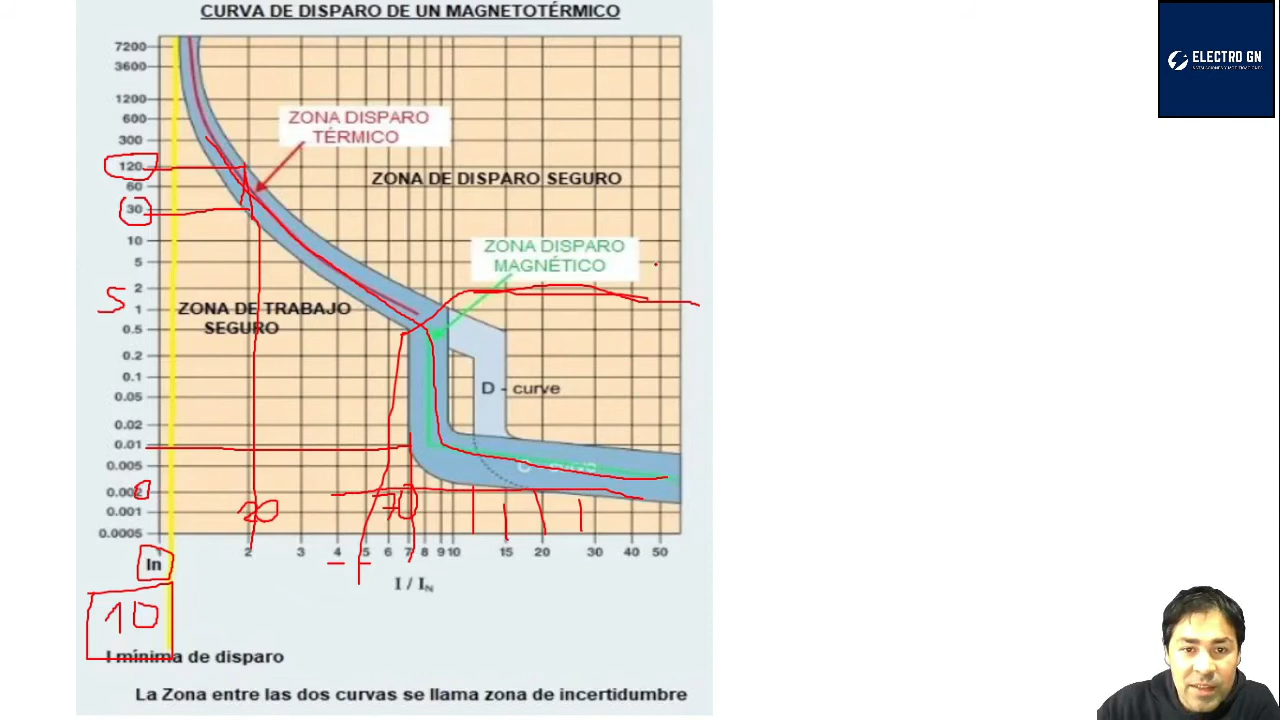 CURVA DE DISPARO DE UN MAGNETOTÉRMICO
ELECTRO GN
7200
3600
1200
600
300
120
60
30
10
5
2
1
0.5
0.2
0.1
0.05
0.02
0.01
0.005
0.002
0.001
0.0005
S
ZONA DISPARO
TÉRMICO
ZONA DE DISPARO SEGURO
ZONA DISPARO
MAGNÉTICO
ZONA DE TRABAJO
SEGURO
D - curve
20
70
1 2 3 4 5 6 7 8 9 10 15 20 30 40 50
In
I / IN
10
I mínima de disparo
La Zona entre las dos curvas se llama zona de incertidumbre